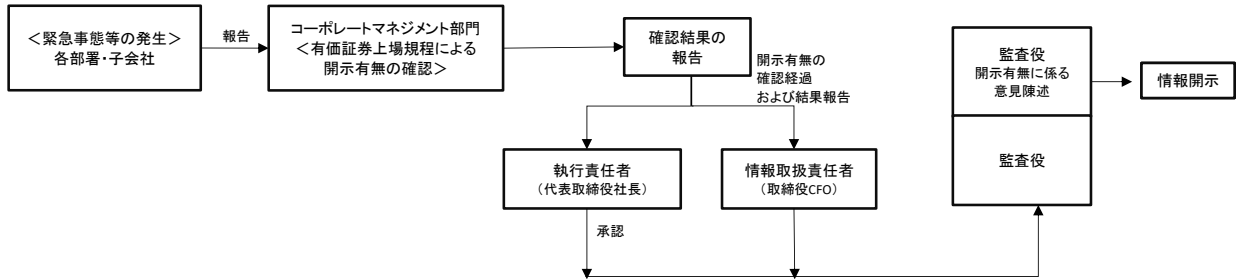 ＜緊急事態等の発生＞
各部署・子会社
報告
コーポレートマネジメント部門
＜有価証券上場規程による
開示有無の確認＞
確認結果の
報告
開示有無の
確認経過
および結果報告
執行責任者
（代表取締役社長）
情報取扱責任者
（取締役CFO）
承認
監査役
開示有無に係る
意見陳述
監査役
情報開示